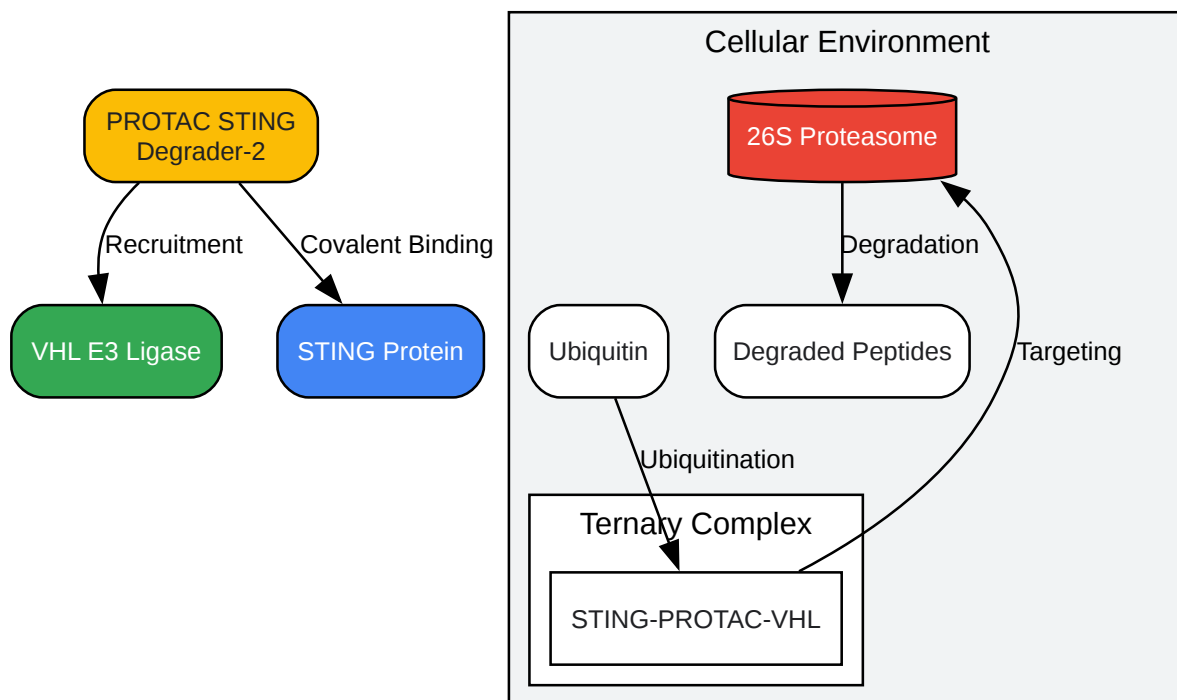 Cellular Environment
PROTAC STING
Degrader-2
26S Proteasome
Recruitment
Covalent Binding
Degradation
VHL E3 Ligase
STING Protein
Ubiquitin
Degraded Peptides
Targeting
Ubiquitination
Ternary Complex
STING-PROTAC-VHL